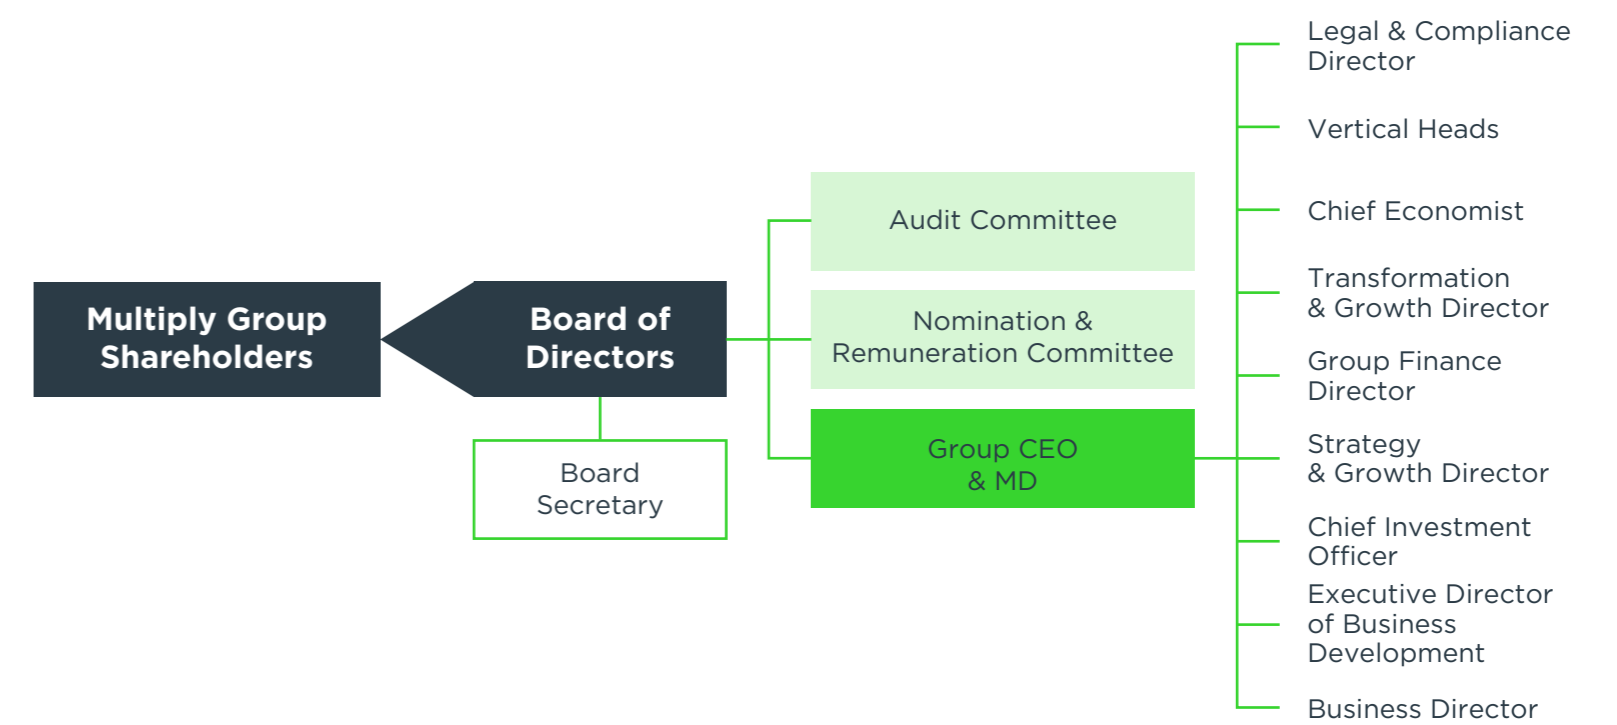 Multiply Group
Shareholders
Board of
Directors
Board
Secretary
Audit Committee
Nomination &
Remuneration Committee
Group CEO
& MD
Legal & Compliance
Director
Vertical Heads
Chief Economist
Transformation
& Growth Director
Group Finance
Director
Strategy
& Growth Director
Chief Investment
Officer
Executive Director
of Business
Development
Business Director